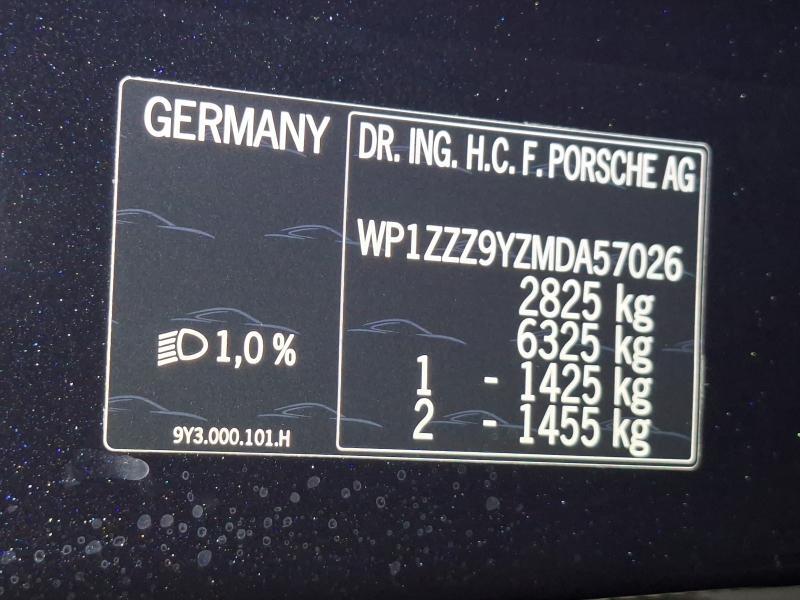 GERMANY
1,0 %
9Y3.000.101.H
DR. ING. H.C. F. PORSCHE AG
WP1ZZZ9YZMDA57026
2825 kg
6325 kg
1 - 1425 kg
2 - 1455 kg